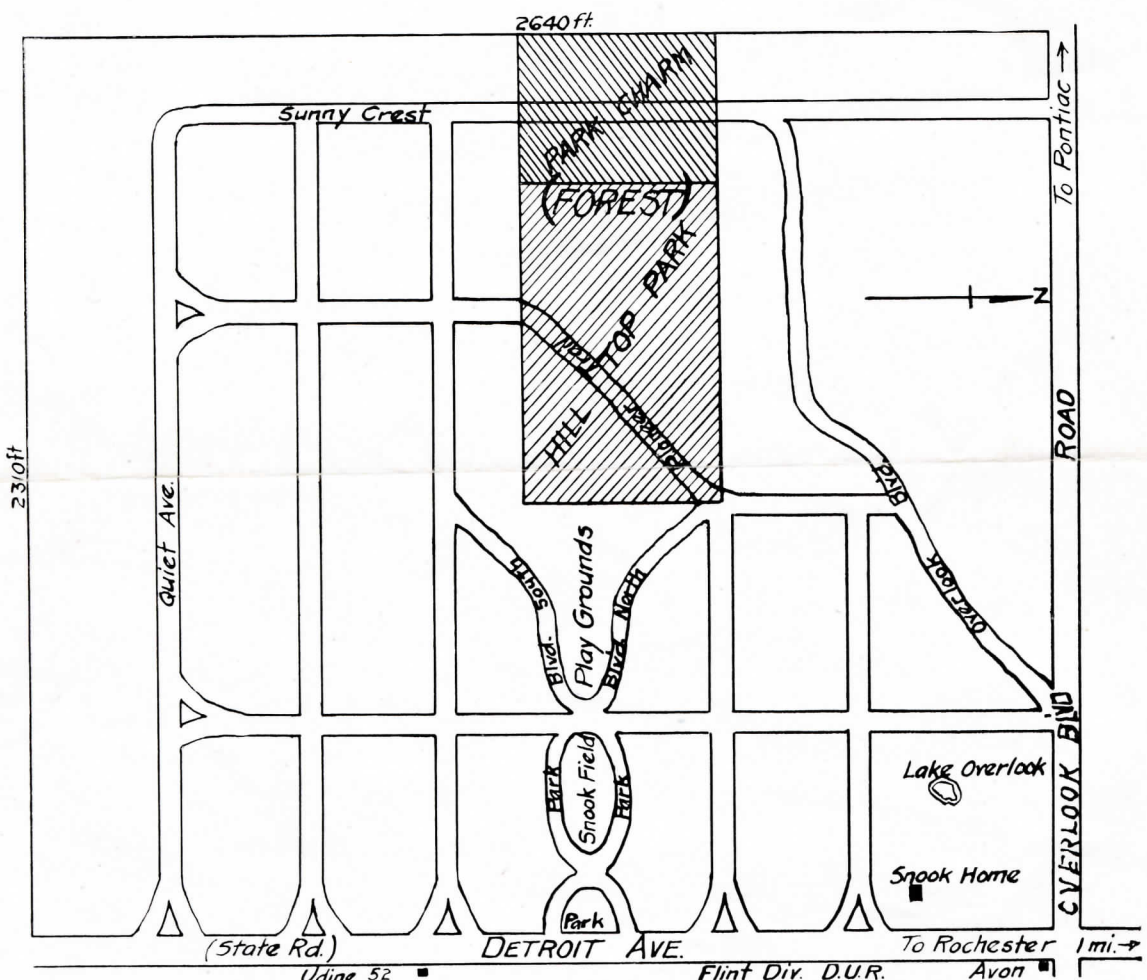 2640 ft.
To Pontiac →
Sunny Crest
PARK CHARM
(FOREST)
HILL TOP PARK
N
ROAD
2310ft
Quiet Ave.
Blvd.
Overlook
Play Grounds
South
Blvd.
North
Blvd.
BLVD
OVERLOOK
Lake Overlook
Park
Snook Field
Park
Snook Home
Park
(State Rd.)
DETROIT AVE.
To Rochester 1 mi.→
Udine 52
Flint Div. D.U.R.
Avon